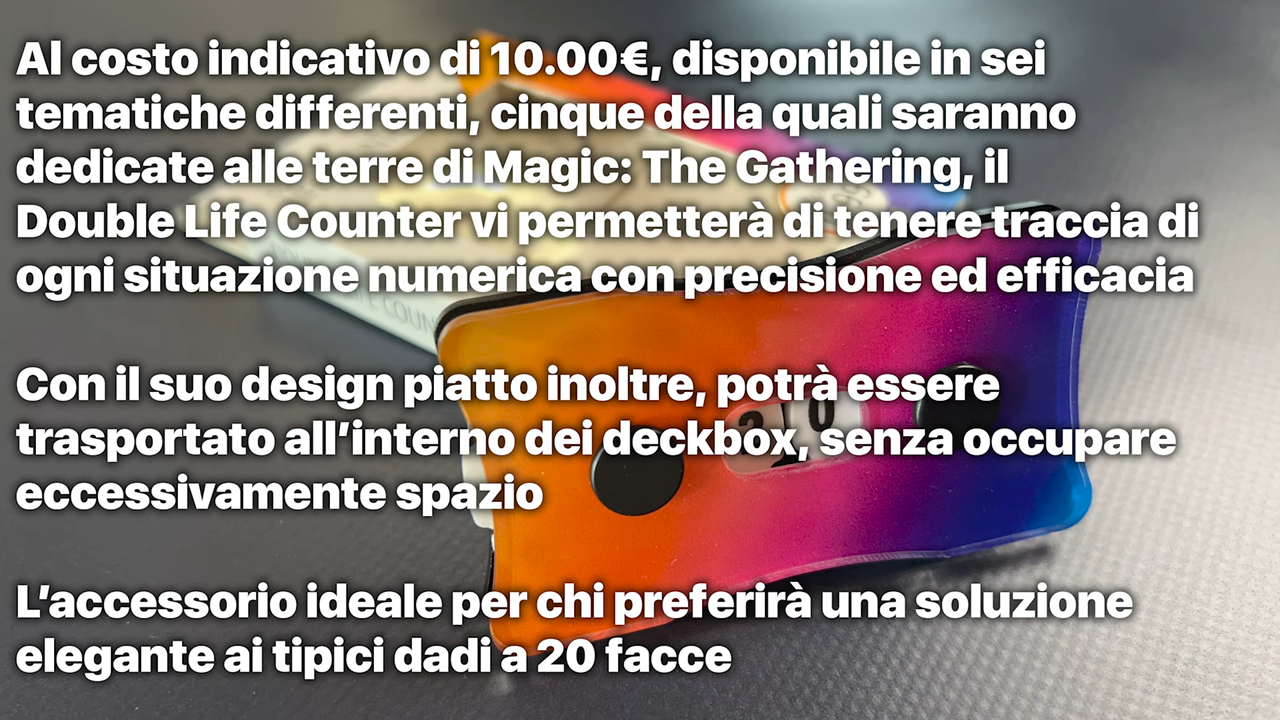 Al costo indicativo di 10.00€, disponibile in sei
tematiche differenti, cinque della quali saranno
dedicate alle terre di Magic: The Gathering, il
Double Life Counter vi permetterà di tenere traccia di
ogni situazione numerica con precisione ed efficacia
Con il suo design piatto inoltre, potrà essere
trasportato all’interno dei deckbox, senza occupare
eccessivamente spazio
L’accessorio ideale per chi preferirà una soluzione
elegante ai tipici dadi a 20 facce
20